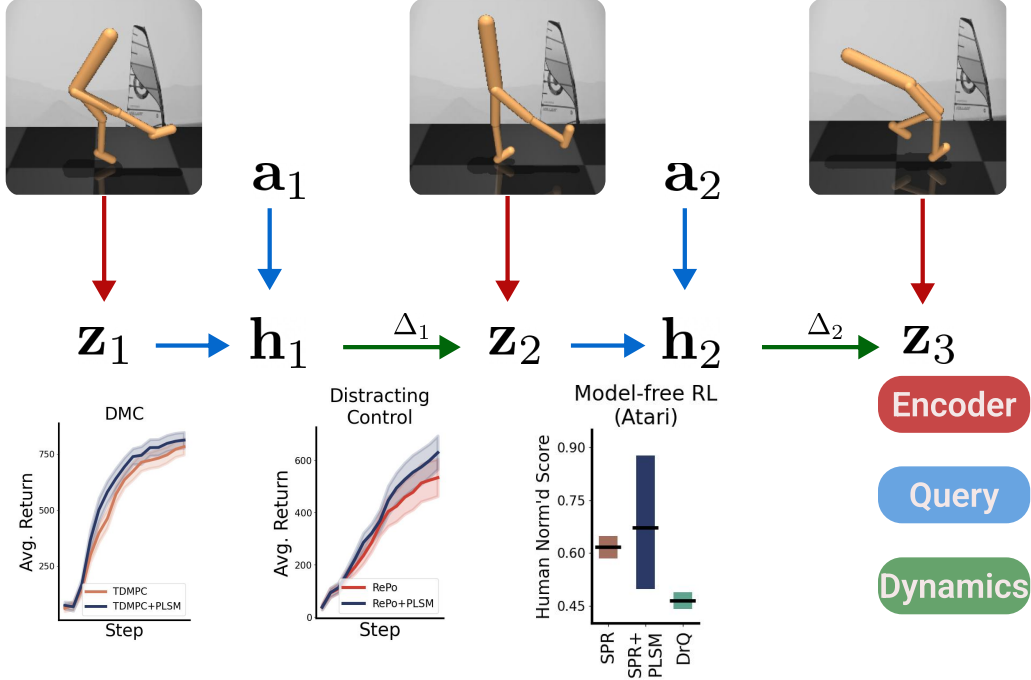 a₁
a₂
z₁
h₁
Δ₁
z₂
h₂
Δ₂
z₃
Encoder
Query
Dynamics
DMC
Avg. Return
750
500
250
TDMPC
TDMPC+PLSM
Step
Distracting
Control
Avg. Return
600
400
200
0
RePo
RePo+PLSM
Step
Model-free RL
(Atari)
Human Norm'd Score
0.90
0.75
0.60
0.45
SPR
SPR+
PLSM
DrQ